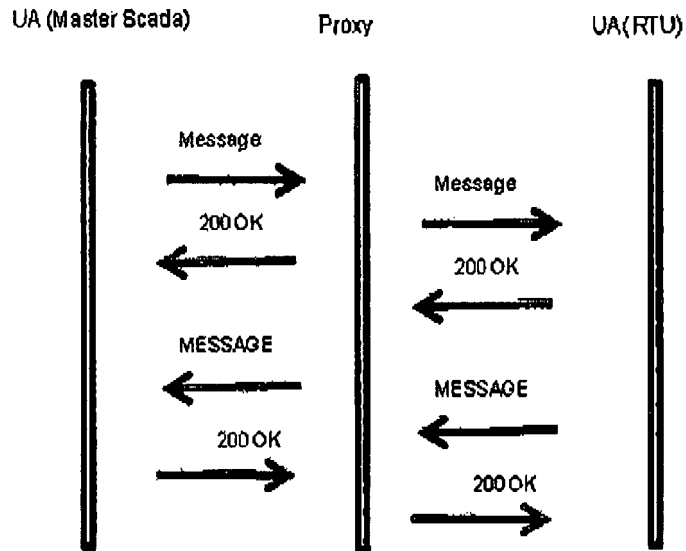 UA (Master Scada)
Proxy
UA(RTU)
Message
Message
200 OK
200 OK
MESSAGE
MESSAGE
200 OK
200 OK